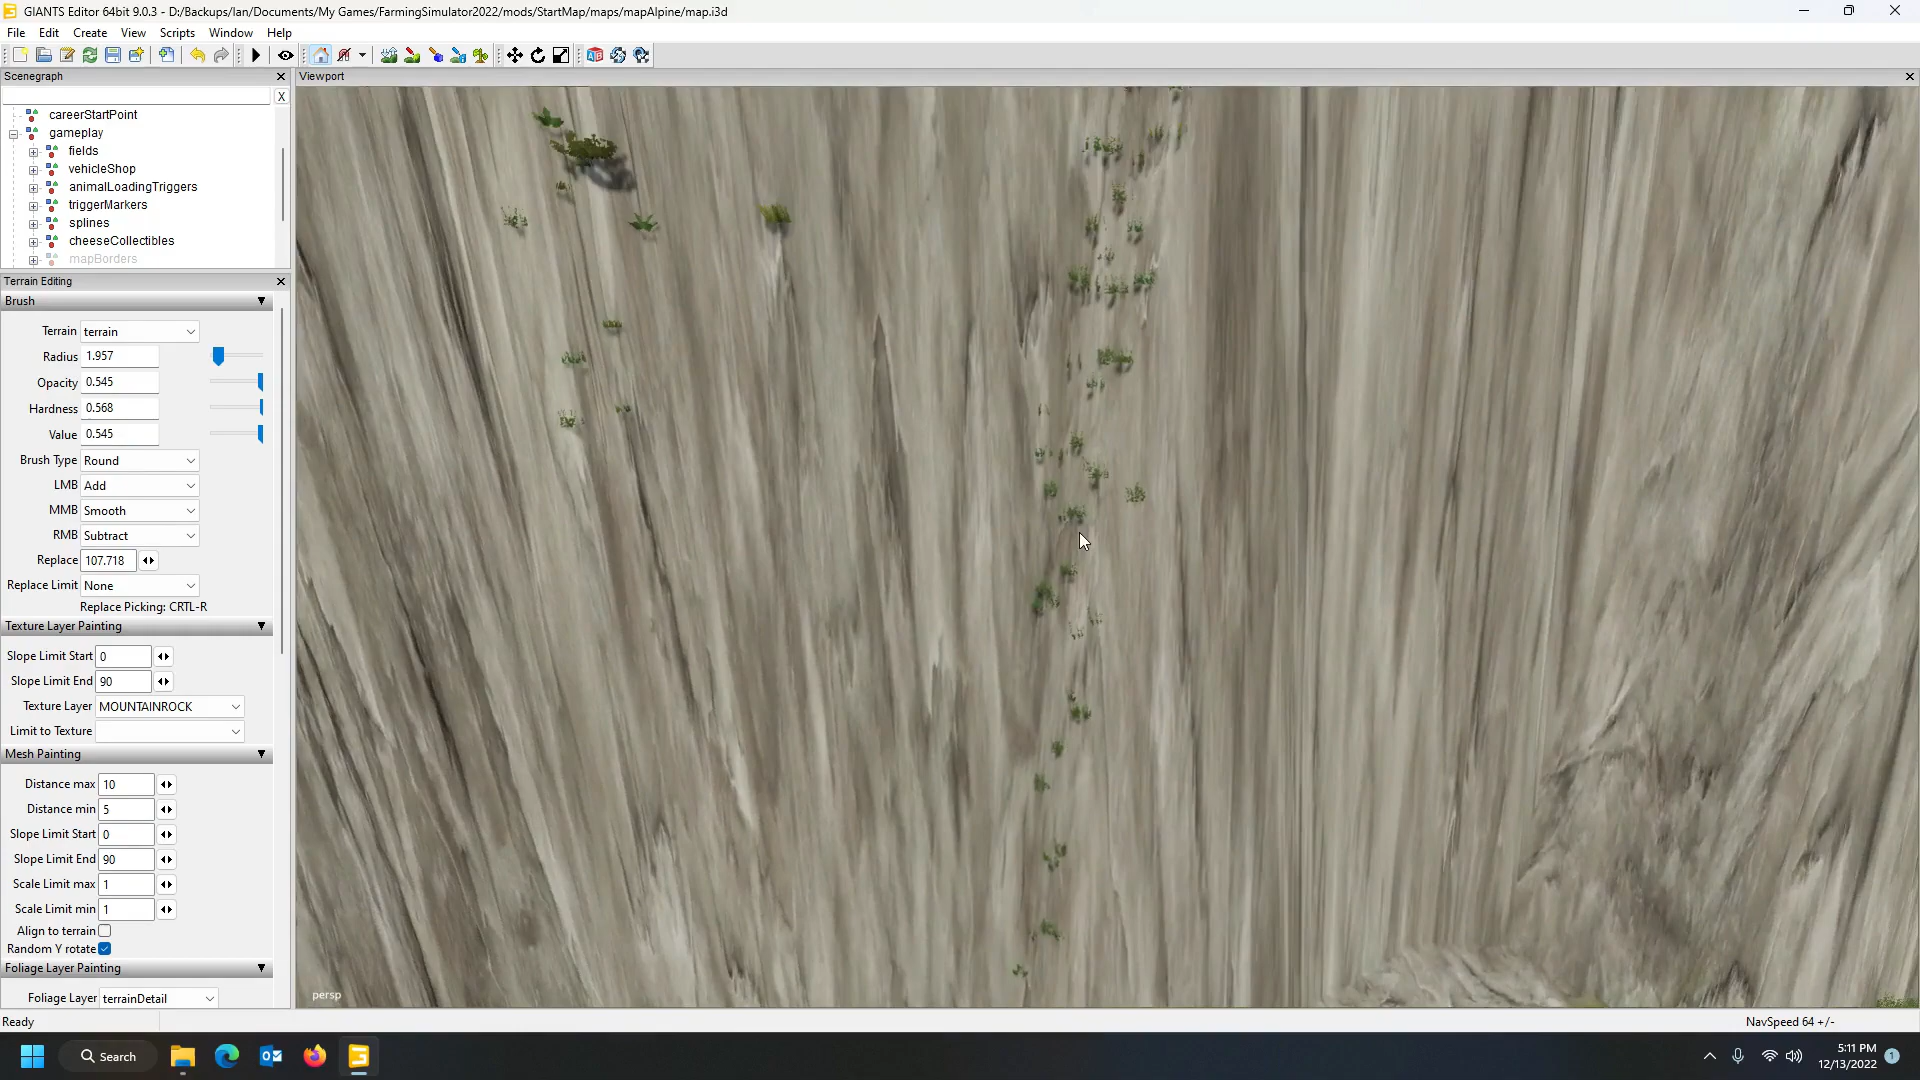 GIANTS Editor 64bit 9.0.3 - D:/Backups/Ian/Documents/My Games/FarmingSimulator2022/mods/StartMap/maps/mapAlpine/map.i3d
File Edit Create View Scripts Window Help
Scenegraph
Viewport
X
careerStartPoint
gameplay
fields
vehicleShop
animalLoadingTriggers
triggerMarkers
splines
cheeseCollectibles
mapBorders
Terrain Editing
Brush
Terrain terrain
Radius 1.957
Opacity 0.545
Hardness 0.568
Value 0.545
Brush Type Round
LMB Add
MMB Smooth
RMB Subtract
Replace 107.718
Replace Limit None
Replace Picking: CRTL-R
Texture Layer Painting
Slope Limit Start 0
Slope Limit End 90
Texture Layer MOUNTAINROCK
Limit to Texture
Mesh Painting
Distance max 10
Distance min 5
Slope Limit Start 0
Slope Limit End 90
Scale Limit max 1
Scale Limit min 1
Align to terrain
Random Y rotate
Foliage Layer Painting
Foliage Layer terrainDetail
persp
Ready
NavSpeed 64 +/-
Search
5:11 PM
12/13/2022
1